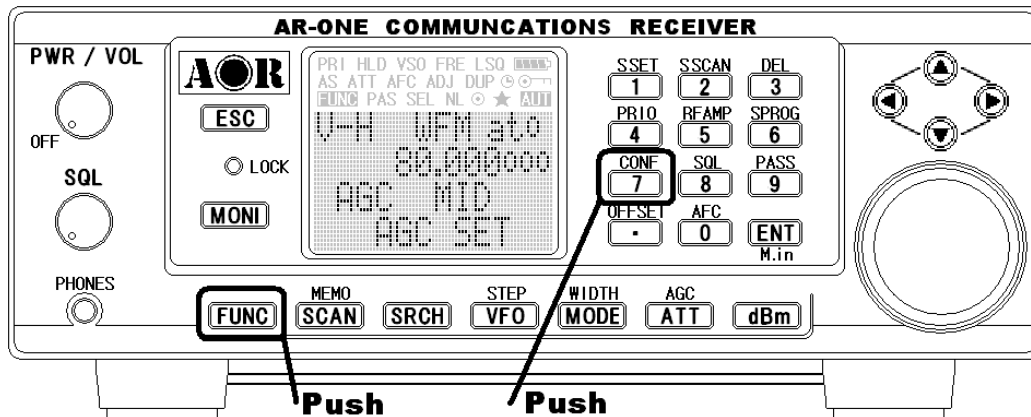 AR-ONE COMMUNCATIONS RECEIVER
PWR / VOL
OFF
SQL
PHONES
AOR
ESC
LOCK
MONI
PRI HLD VSO FRE LSQ
AS ATT AFC ADJ DUP
FUNC PAS SEL NL AUT
V-H WFM at.o
80.000000
AGC MID
AGC SET
SSET SSCAN DEL
1 2 3
PRIO RFAMP SPROG
4 5 6
CONF SQL PASS
7 8 9
OFFSET AFC
. 0 ENT
M.in
MEMO STEP WIDTH AGC
FUNC SCAN SRCH VFO MODE ATT dBm
Push Push